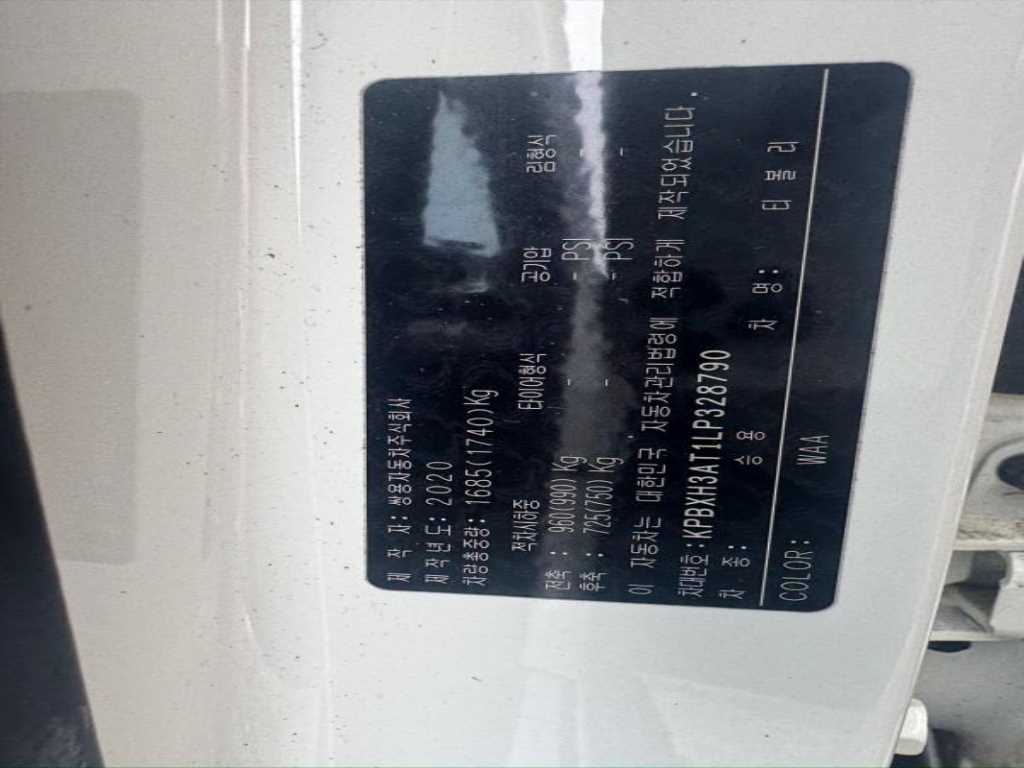 제 작 자: 쌍용자동차주식회사
제작년도: 2020
차량총중량: 1685(1740)Kg
적차시하중 타이어형식 공기압 림형식
전축 : 960(990)Kg - - PSI -
후축 : 725(750)Kg - - PSI -
이 자동차는 대한민국 자동차관리법령에 적합하게 제작되었습니다.
차대번호: KPBXH3AT1LP328790
차 종: 승용 차 명: 티 볼 리
COLOR: WAA